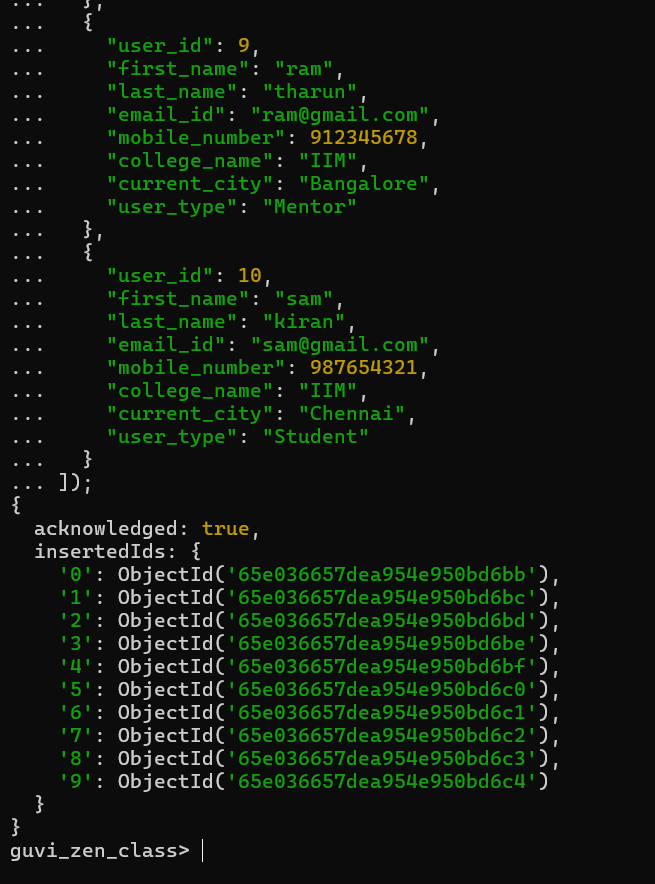 ...   },
...   {
...     "user_id": 9,
...     "first_name": "ram",
...     "last_name": "tharun",
...     "email_id": "ram@gmail.com",
...     "mobile_number": 912345678,
...     "college_name": "IIM",
...     "current_city": "Bangalore",
...     "user_type": "Mentor"
...   },
...   {
...     "user_id": 10,
...     "first_name": "sam",
...     "last_name": "kiran",
...     "email_id": "sam@gmail.com",
...     "mobile_number": 987654321,
...     "college_name": "IIM",
...     "current_city": "Chennai",
...     "user_type": "Student"
...   }
... ]);
{
  acknowledged: true,
  insertedIds: {
    '0': ObjectId('65e036657dea954e950bd6bb'),
    '1': ObjectId('65e036657dea954e950bd6bc'),
    '2': ObjectId('65e036657dea954e950bd6bd'),
    '3': ObjectId('65e036657dea954e950bd6be'),
    '4': ObjectId('65e036657dea954e950bd6bf'),
    '5': ObjectId('65e036657dea954e950bd6c0'),
    '6': ObjectId('65e036657dea954e950bd6c1'),
    '7': ObjectId('65e036657dea954e950bd6c2'),
    '8': ObjectId('65e036657dea954e950bd6c3'),
    '9': ObjectId('65e036657dea954e950bd6c4')
  }
}
guvi_zen_class>